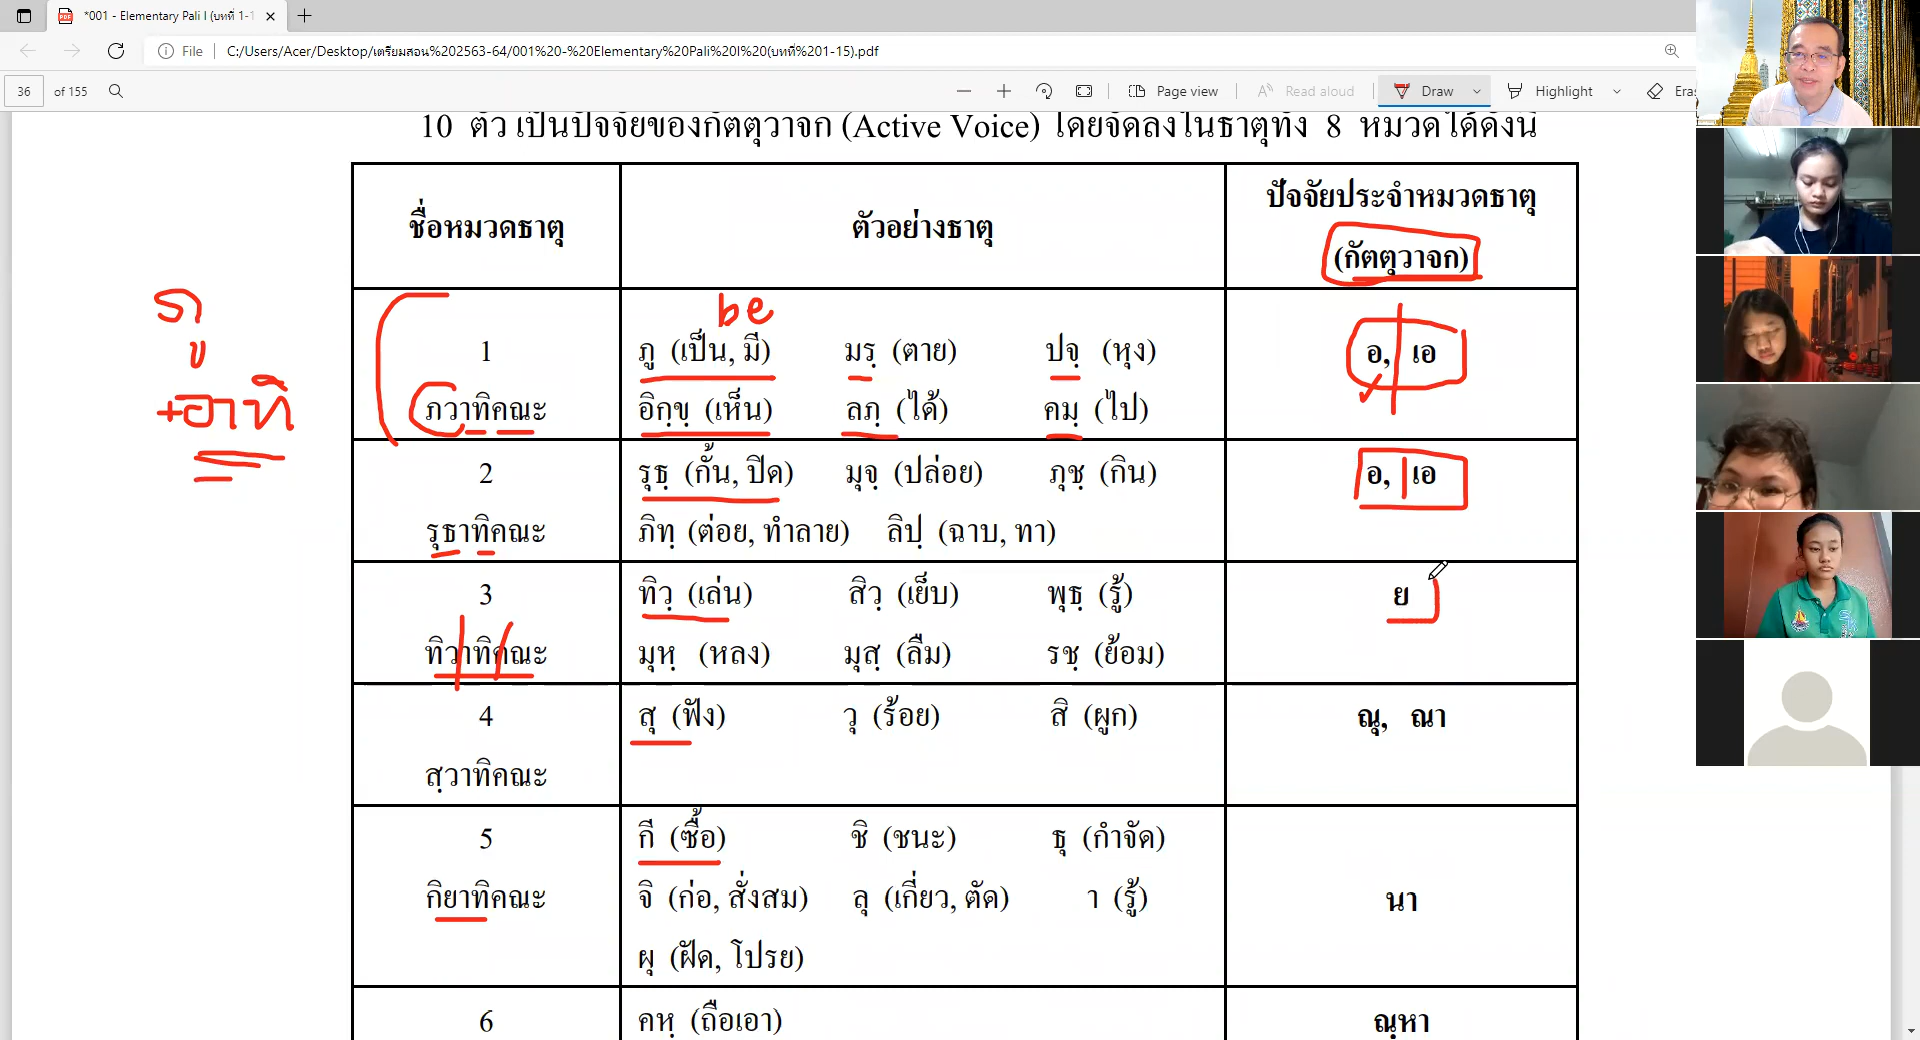 *001 - Elementary Pali I (บทที่ 1-1
File C:/Users/Acer/Desktop/เตรียมสอน%202563-64/001%20-%20Elementary%20Pali%20I%20(บทที่%201-15).pdf
36 of 155 Page view Read aloud Draw Highlight Eras
10 ตัว เป็นปัจจัยของกัตตุวาจก (Active Voice) โดยจัดลงในธาตุทั้ง 8 หมวดได้ดังนี้
ชื่อหมวดธาตุ ตัวอย่างธาตุ ปัจจัยประจำหมวดธาตุ
(กัตตุวาจก)
be
1 ภู (เป็น, มี) มรฺ (ตาย) ปจฺ (หุง) อ, เอ
ภวาทิคณะ อิกฺขฺ (เห็น) ลภฺ (ได้) คมฺ (ไป)
+อาทิ
2 รุธฺ (กั้น, ปิด) มุจฺ (ปล่อย) ภุชฺ (กิน) อ, เอ
รุธาทิคณะ ภิทฺ (ต่อย, ทำลาย) ลิปฺ (ฉาบ, ทา)
3 ทิวฺ (เล่น) สิวฺ (เย็บ) พุธฺ (รู้) ย
ทิวาทิคณะ มุหฺ (หลง) มุสฺ (ลืม) รชฺ (ย้อม)
4 สุ (ฟัง) วุ (ร้อย) สิ (ผูก) ณุ, ณา
สฺวาทิคณะ
5 กี (ซื้อ) ชิ (ชนะ) ธุ (กำจัด)
กิยาทิคณะ จิ (ก่อ, สั่งสม) ลุ (เกี่ยว, ตัด) า (รู้) นา
ผุ (ฝัด, โปรย)
6 คหฺ (ถือเอา) ณฺหา